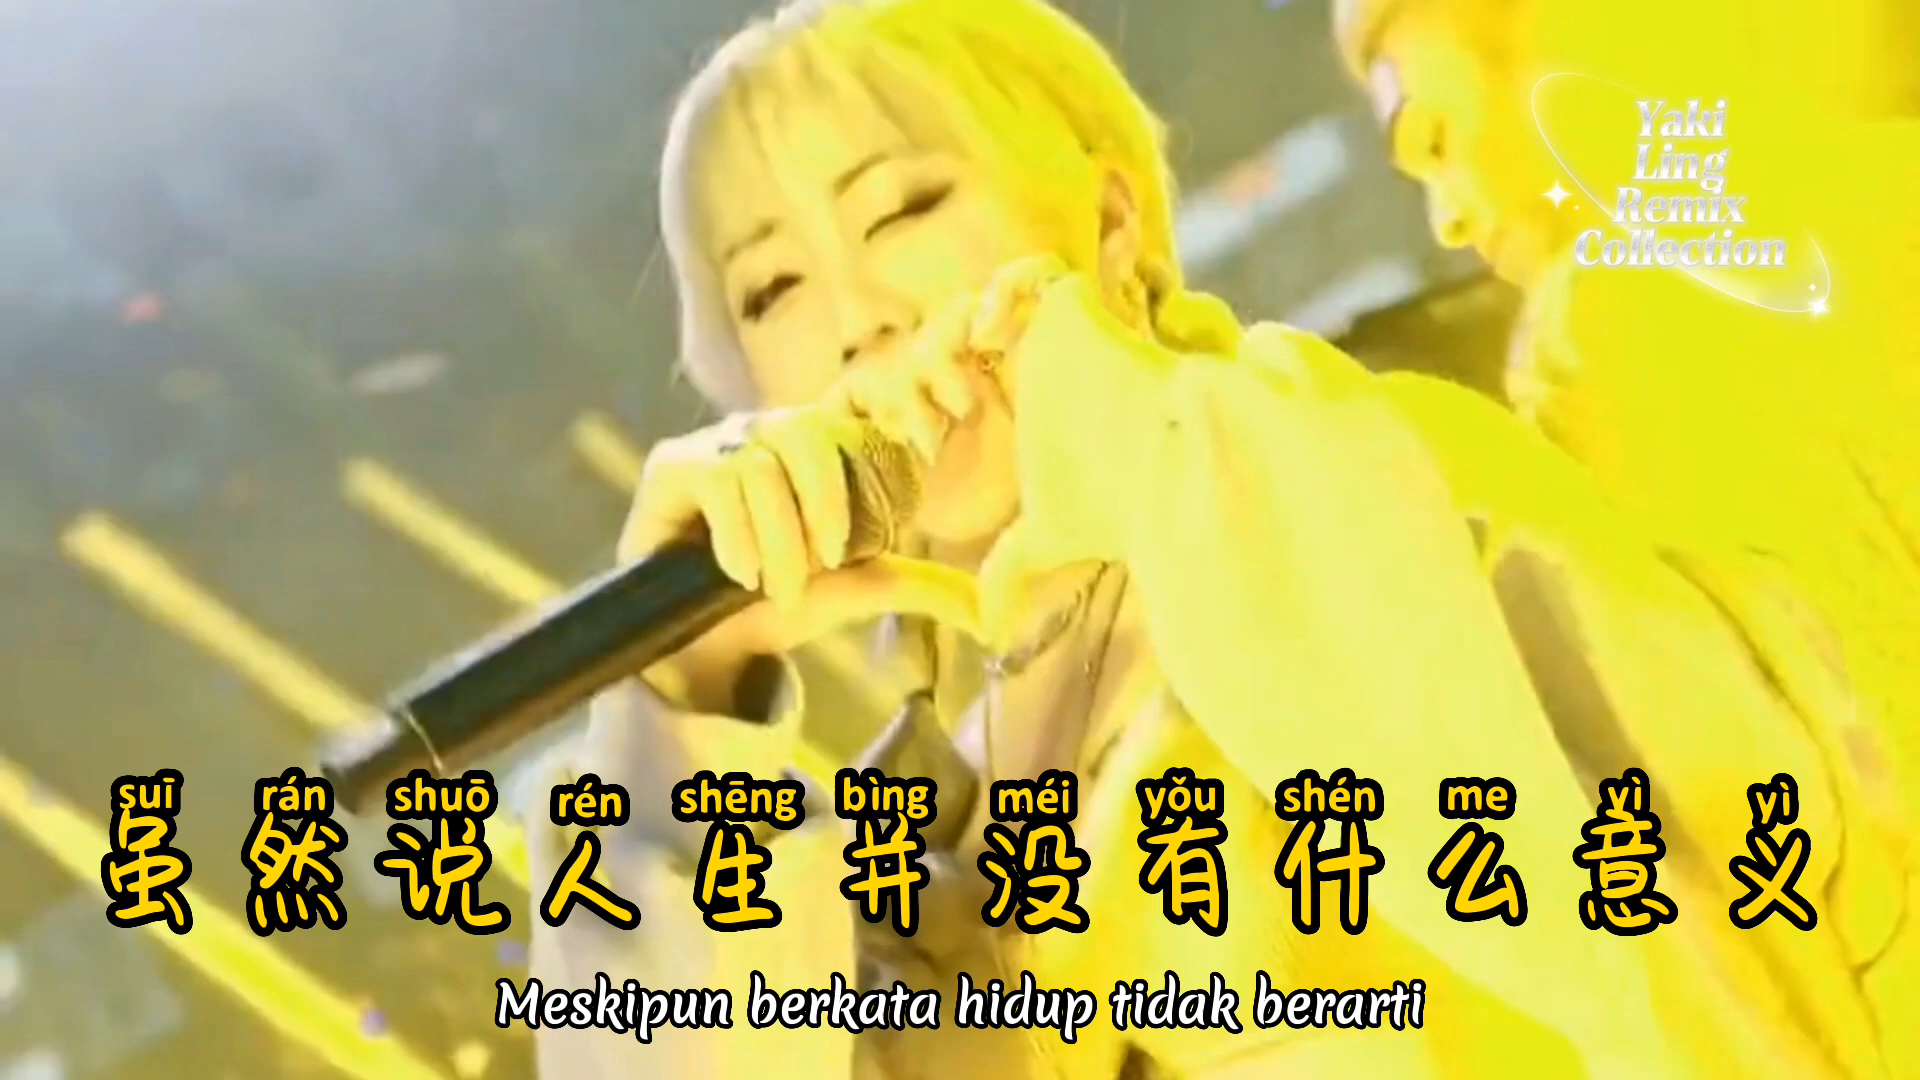 Yaki
Ling
Remix
Collection
suī rán shuō rén shēng bìng méi yǒu shén me yì yì
虽然说人生并没有什么意义
Meskipun berkata hidup tidak berarti